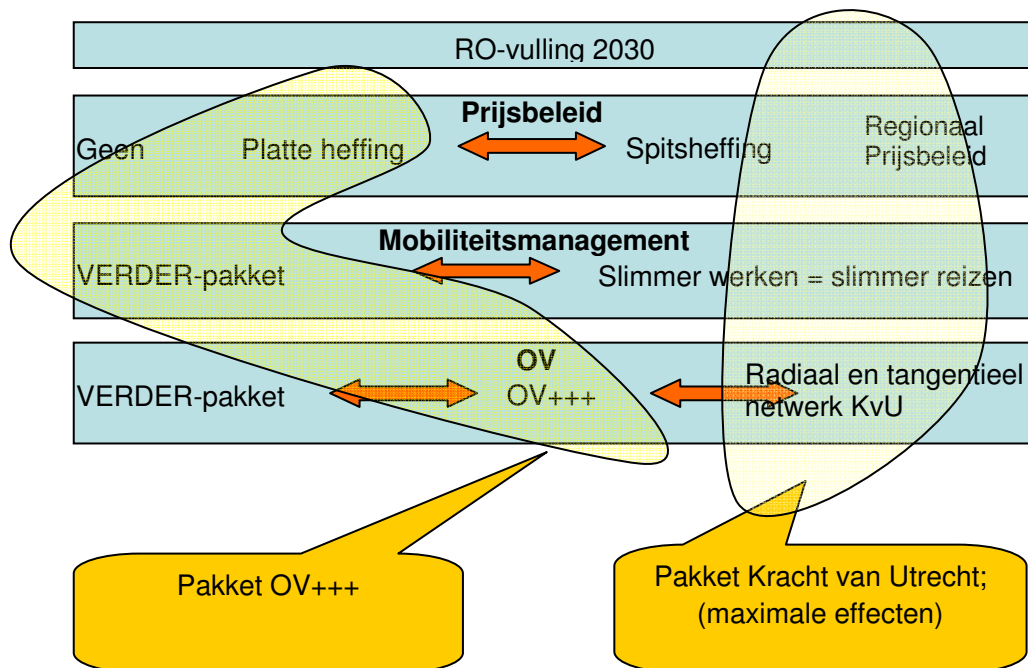 RO-vulling 2030
Prijsbeleid
Geen
Platte heffing
Spitsheffing
Regionaal
Prijsbeleid
Mobiliteitsmanagement
VERDER-pakket
Slimmer werken = slimmer reizen
OV
VERDER-pakket
OV+++
Radiaal en tangentieel
netwerk KvU
Pakket OV+++
Pakket Kracht van Utrecht;
(maximale effecten)